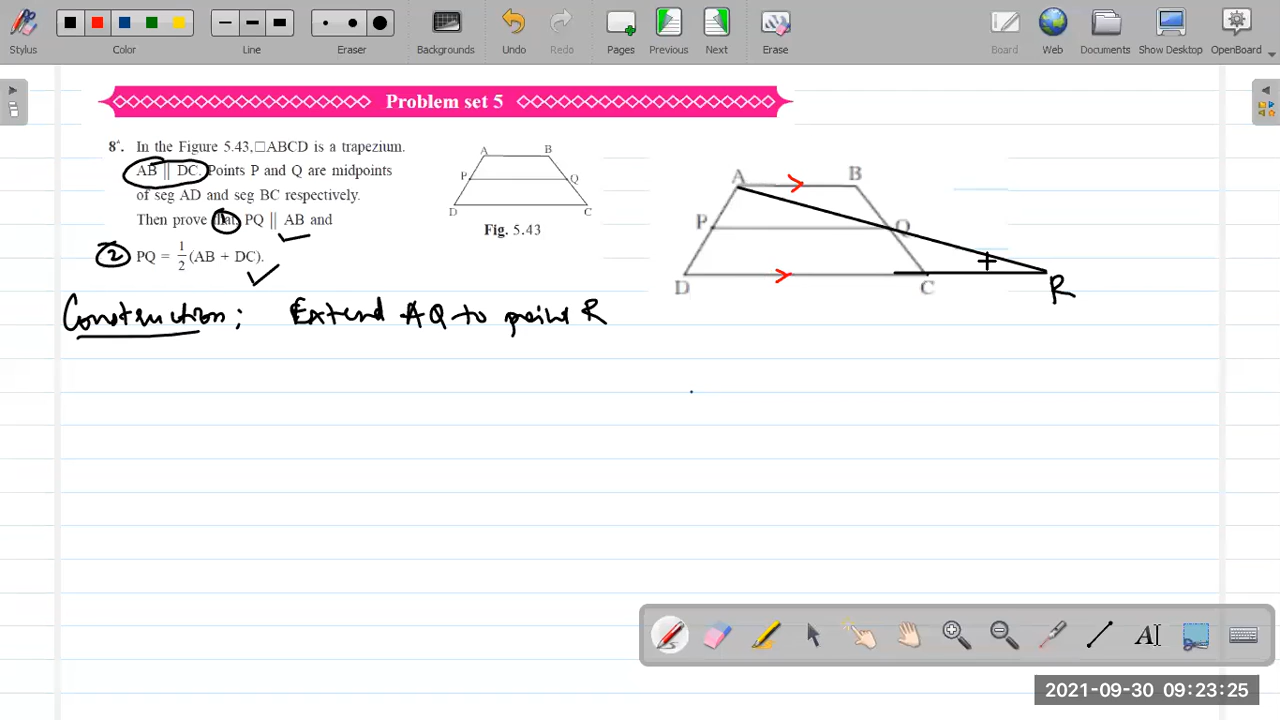 Stylus
Color
Line
Eraser
Backgrounds
Undo
Redo
Pages
Previous
Next
Erase
Board
Web
Documents
Show Desktop
OpenBoard
Problem set 5
8*. In the Figure 5.43, □ABCD is a trapezium.
AB || DC. Points P and Q are midpoints
of seg AD and seg BC respectively.
Then prove that, PQ || AB and
② PQ = 1/2 (AB + DC).
A B
P Q
D C
Fig. 5.43
A B
P Q
D C R
Construction: Extend AQ to point R
AI
2021-09-30 09:23:25